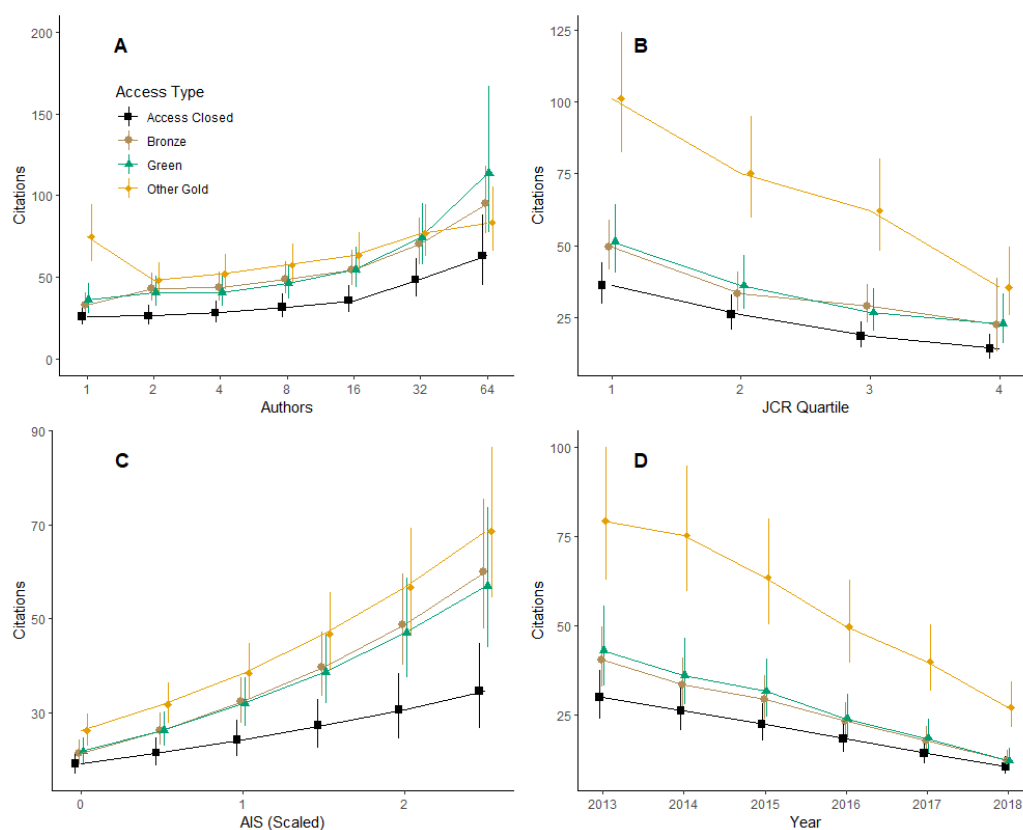 A
200
150
100
50
0
Citations
Access Type
Access Closed
Bronze
Green
Other Gold
1 2 4 8 16 32 64
Authors
B
125
100
75
50
25
Citations
1 2 3 4
JCR Quartile
C
90
70
50
30
Citations
0 1 2
AIS (Scaled)
D
100
75
50
25
Citations
2013 2014 2015 2016 2017 2018
Year